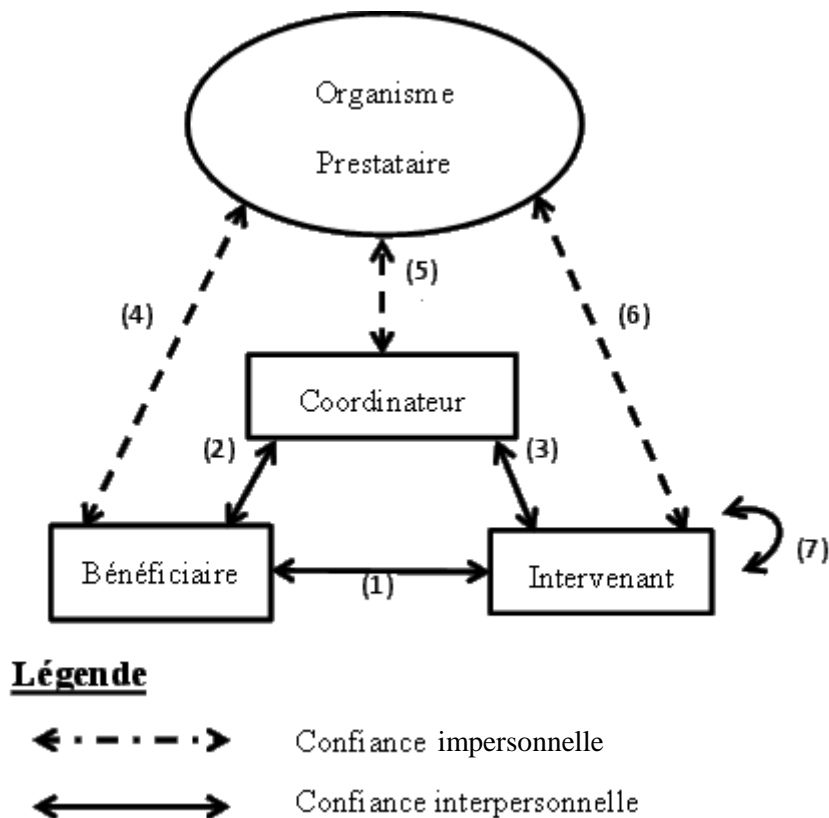 Organisme
Prestataire
(5)
(4)
(6)
Coordinateur
(2)
(3)
Bénéficiaire
(1)
Intervenant
(7)
Légende
Confiance impersonnelle
Confiance interpersonnelle